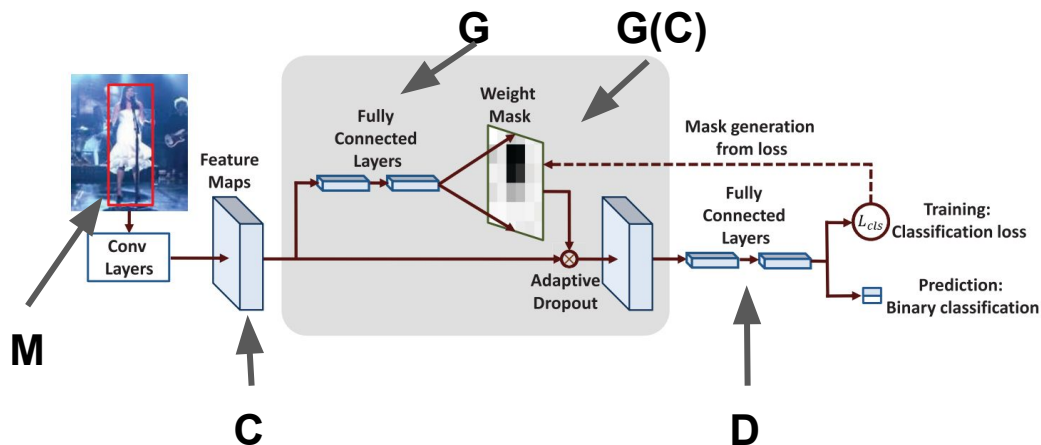 G
G(C)
Weight
Mask
Fully
Connected
Layers
Mask generation
from loss
Feature
Maps
Fully
Connected
Layers
L_cls
Training:
Classification loss
Conv
Layers
Adaptive
Dropout
Prediction:
Binary classification
M
C
D